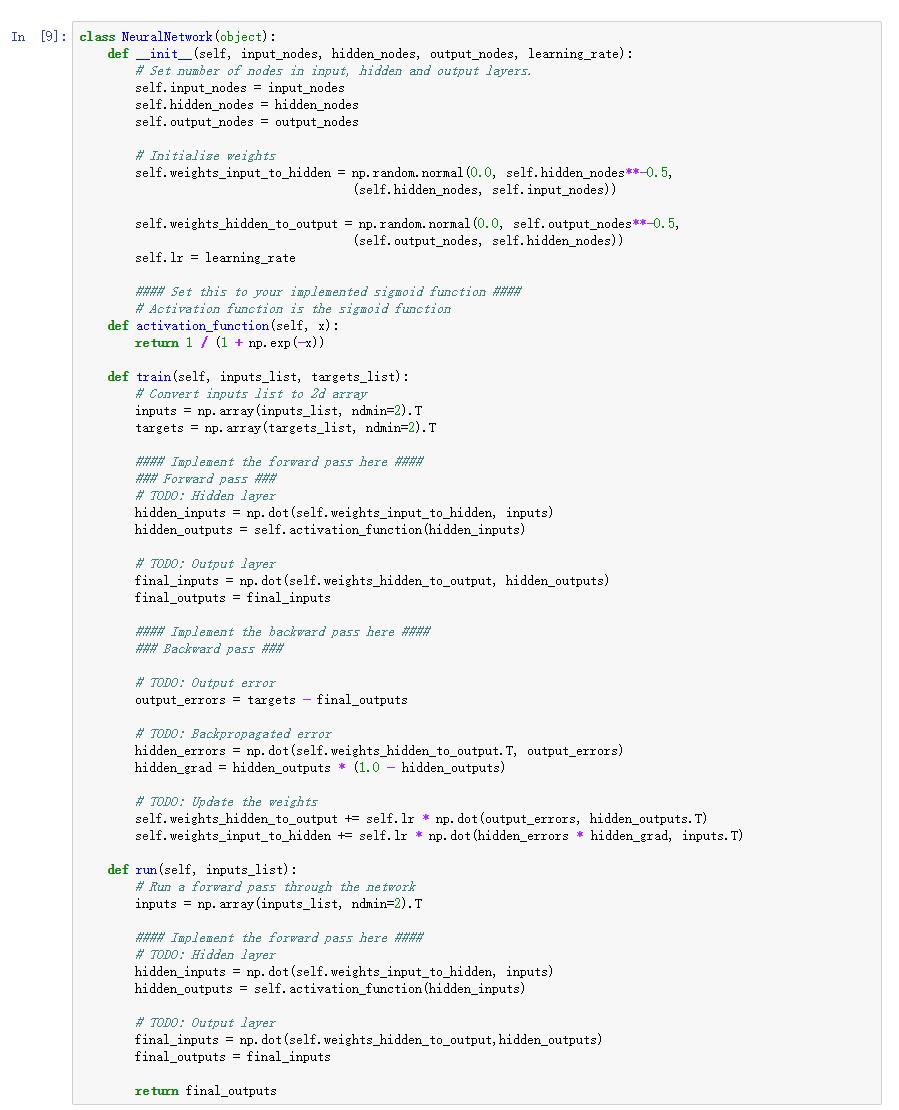 In [9]: class NeuralNetwork(object):
    def __init__(self, input_nodes, hidden_nodes, output_nodes, learning_rate):
        # Set number of nodes in input, hidden and output layers.
        self.input_nodes = input_nodes
        self.hidden_nodes = hidden_nodes
        self.output_nodes = output_nodes

        # Initialise weights
        self.weights_input_to_hidden = np.random.normal(0.0, self.hidden_nodes**-0.5,
                                       (self.hidden_nodes, self.input_nodes))

        self.weights_hidden_to_output = np.random.normal(0.0, self.output_nodes**-0.5,
                                       (self.output_nodes, self.hidden_nodes))
        self.lr = learning_rate

        #### Set this to your implemented sigmoid function ####
        # Activation function is the sigmoid function
    def activation_function(self, x):
        return 1 / (1 + np.exp(-x))

    def train(self, inputs_list, targets_list):
        # Convert inputs list to 2d array
        inputs = np.array(inputs_list, ndmin=2).T
        targets = np.array(targets_list, ndmin=2).T

        #### Implement the forward pass here ####
        ### Forward pass ###
        # TODO: Hidden layer
        hidden_inputs = np.dot(self.weights_input_to_hidden, inputs)
        hidden_outputs = self.activation_function(hidden_inputs)

        # TODO: Output layer
        final_inputs = np.dot(self.weights_hidden_to_output, hidden_outputs)
        final_outputs = final_inputs

        #### Implement the backward pass here ####
        ### Backward pass ###

        # TODO: Output error
        output_errors = targets - final_outputs

        # TODO: Backpropagated error
        hidden_errors = np.dot(self.weights_hidden_to_output.T, output_errors)
        hidden_grad = hidden_outputs * (1.0 - hidden_outputs)

        # TODO: Update the weights
        self.weights_hidden_to_output += self.lr * np.dot(output_errors, hidden_outputs.T)
        self.weights_input_to_hidden += self.lr * np.dot(hidden_errors * hidden_grad, inputs.T)

    def run(self, inputs_list):
        # Run a forward pass through the network
        inputs = np.array(inputs_list, ndmin=2).T

        #### Implement the forward pass here ####
        # TODO: Hidden layer
        hidden_inputs = np.dot(self.weights_input_to_hidden, inputs)
        hidden_outputs = self.activation_function(hidden_inputs)

        # TODO: Output layer
        final_inputs = np.dot(self.weights_hidden_to_output,hidden_outputs)
        final_outputs = final_inputs

        return final_outputs